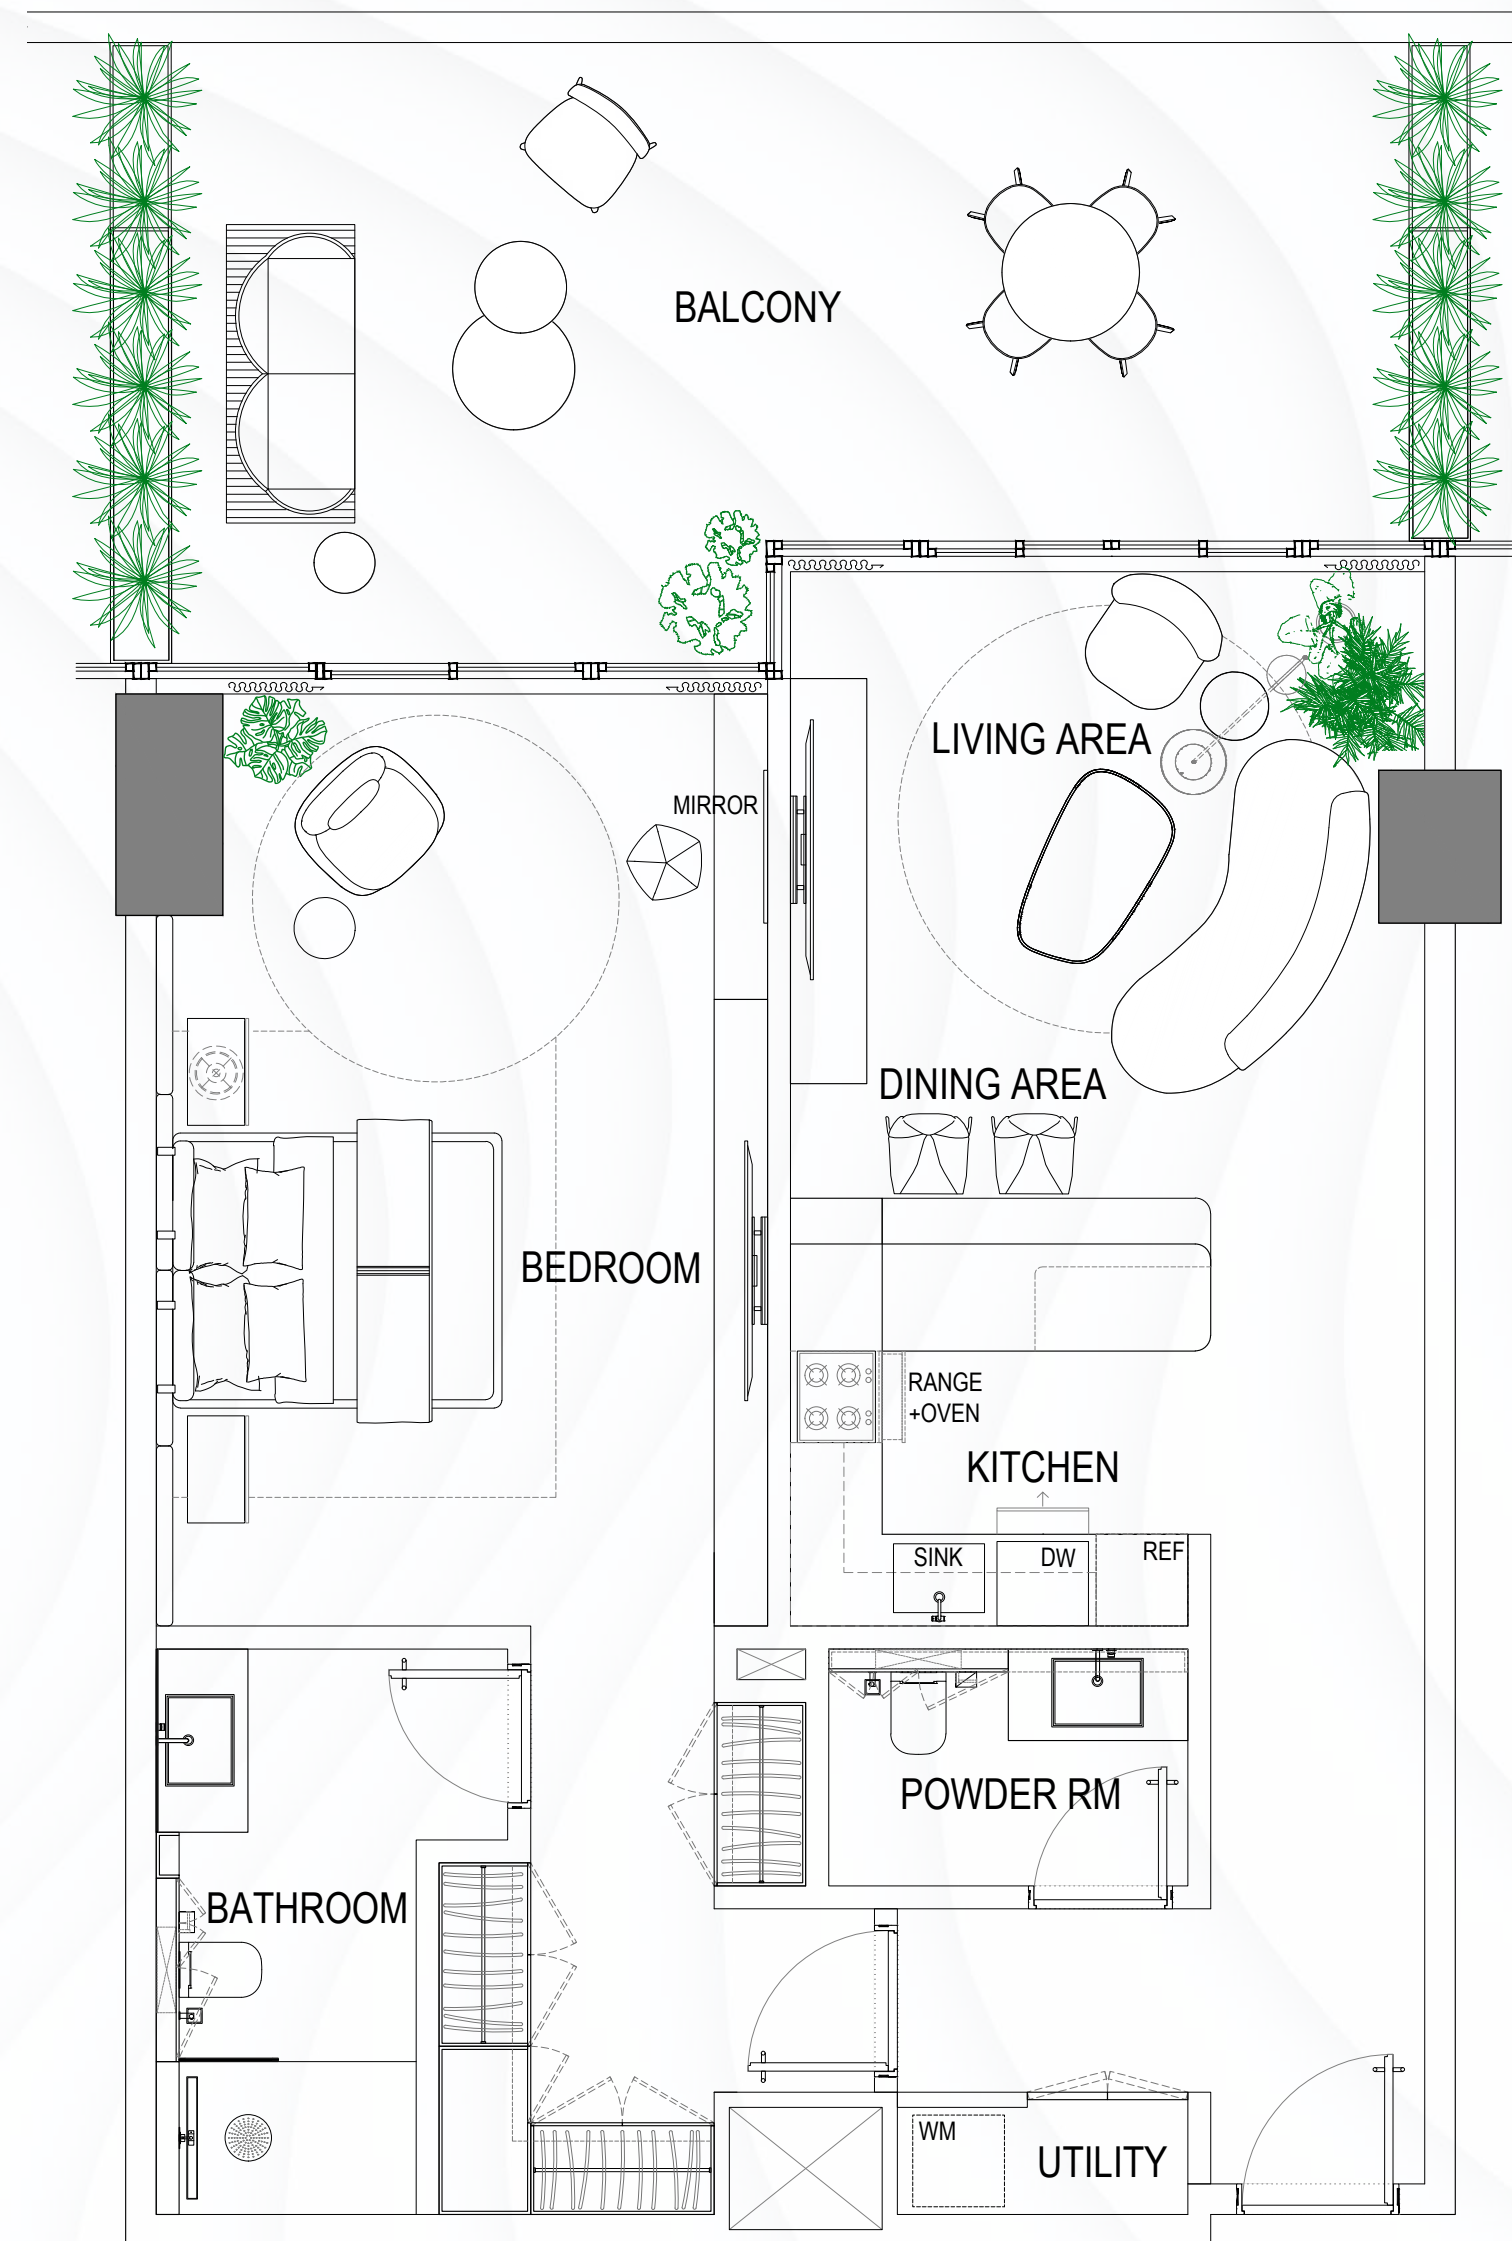 BALCONY
LIVING AREA
MIRROR
DINING AREA
BEDROOM
RANGE
+OVEN
KITCHEN
SINK
DW
REF
POWDER RM
BATHROOM
WM
UTILITY